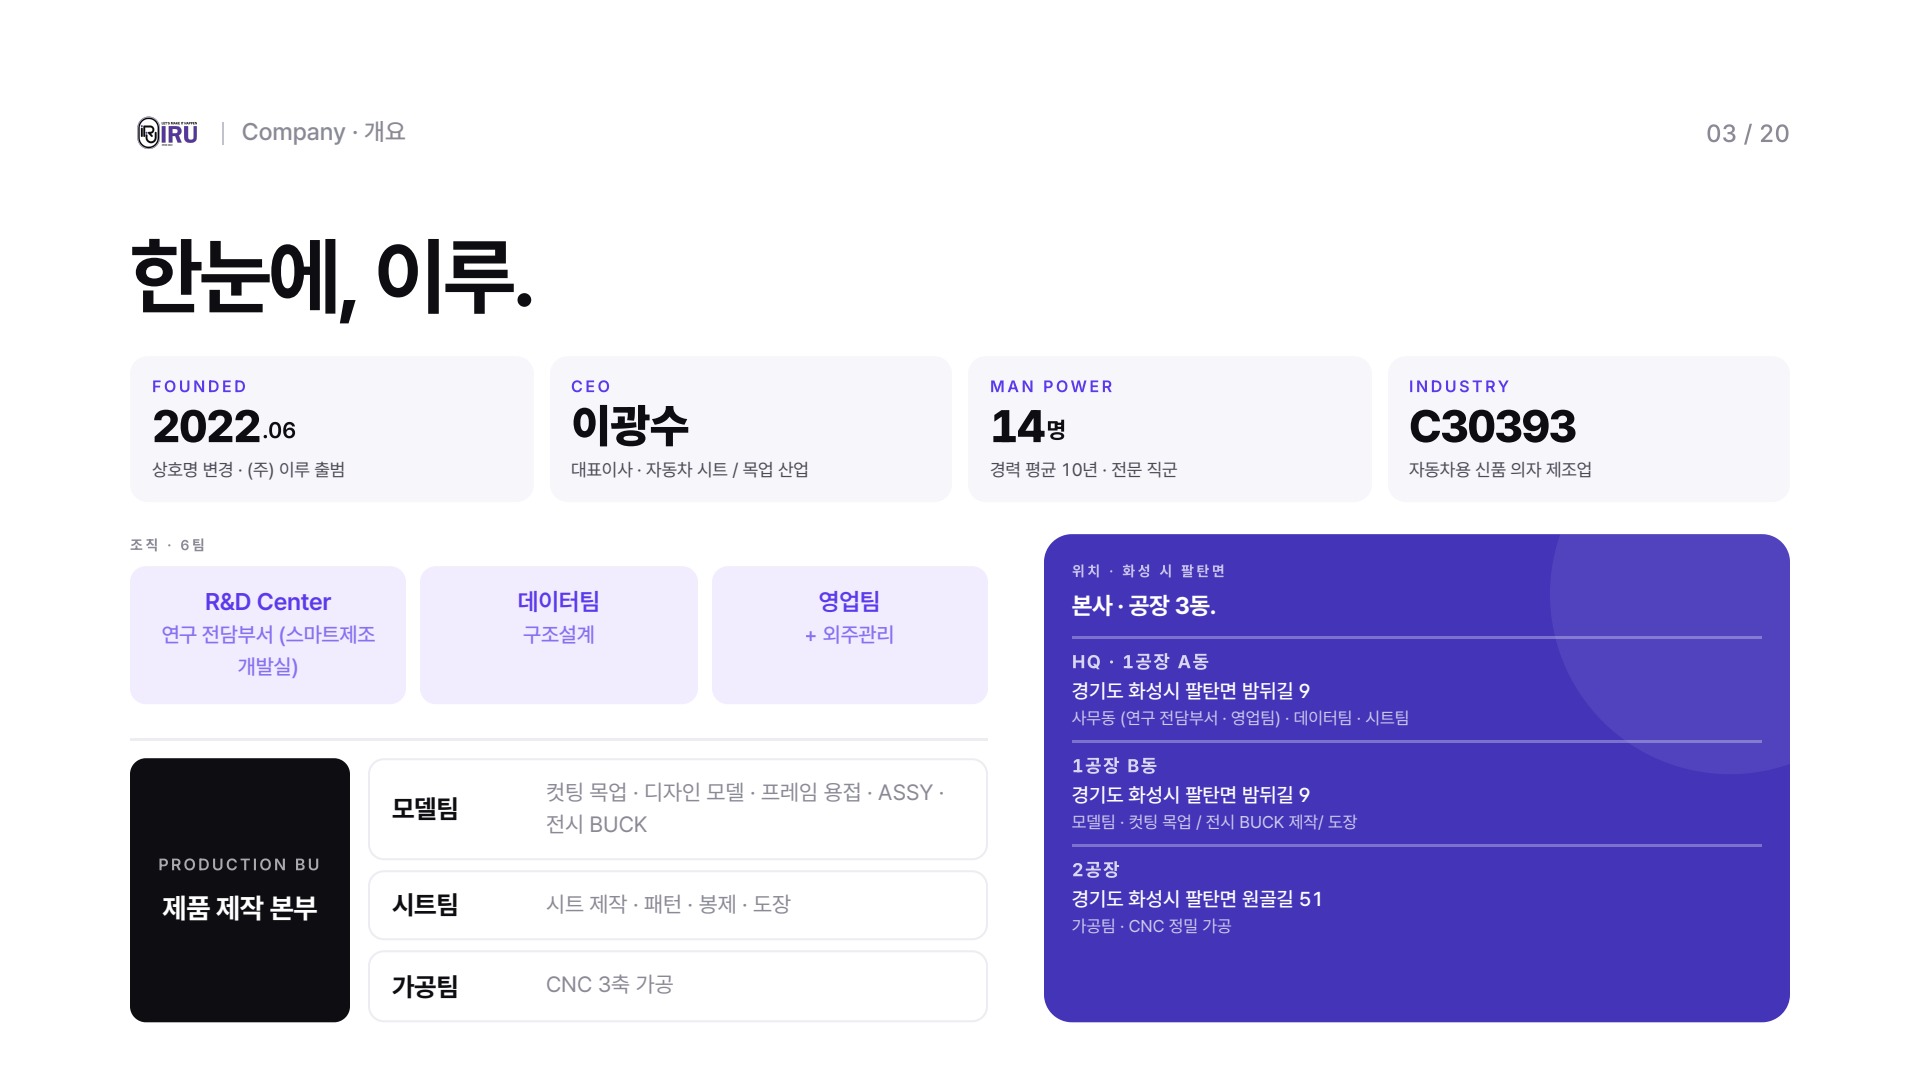 IRU
Company · 개요
03 / 20
한눈에, 이루.
FOUNDED
2022.06
상호명 변경 · (주) 이루 출범
CEO
이광수
대표이사 · 자동차 시트 / 목업 산업
MAN POWER
14명
경력 평균 10년 · 전문 직군
INDUSTRY
C30393
자동차용 신품 의자 제조업
조직 · 6팀
R&D Center
연구 전담부서 (스마트제조
개발실)
데이터팀
구조설계
영업팀
+ 외주관리
PRODUCTION BU
제품 제작 본부
모델팀
컷팅 목업 · 디자인 모델 · 프레임 용접 · ASSY ·
전시 BUCK
시트팀
시트 제작 · 패턴 · 봉제 · 도장
가공팀
CNC 3축 가공
위치 · 화성 시 팔탄면
본사 · 공장 3동.
HQ · 1공장 A동
경기도 화성시 팔탄면 밤뒤길 9
사무동 (연구 전담부서 · 영업팀) · 데이터팀 · 시트팀
1공장 B동
경기도 화성시 팔탄면 밤뒤길 9
모델팀 · 컷팅 목업 / 전시 BUCK 제작/ 도장
2공장
경기도 화성시 팔탄면 원골길 51
가공팀 · CNC 정밀 가공